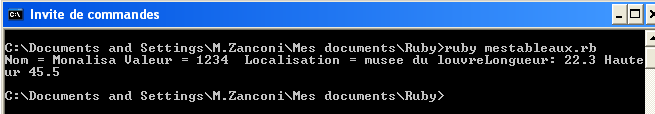 Invite de commandes
C:\Documents and Settings\M.Zanconi\Mes documents\Ruby>ruby mestableaux.rb
Nom = Monalisa Valeur = 1234  Localisation = musee du louvreLongueur: 22.3 Haute
ur 45.5
C:\Documents and Settings\M.Zanconi\Mes documents\Ruby>